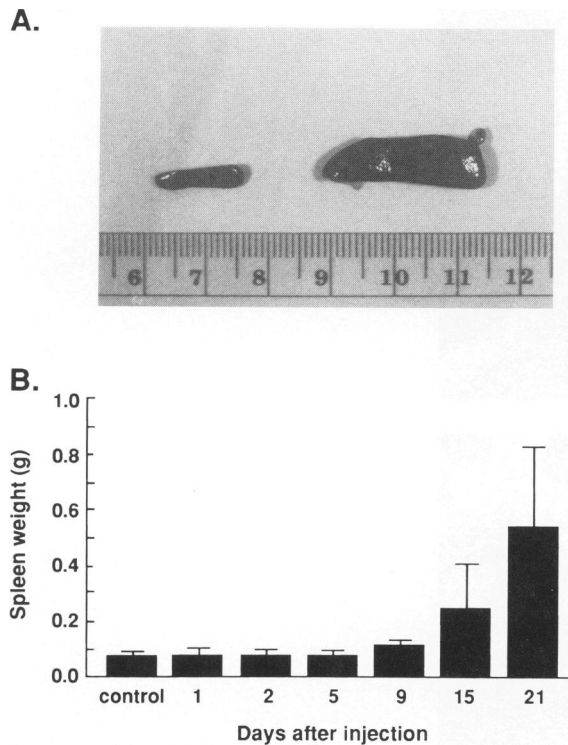 A.
6 7 8 9 10 11 12
B.
Spleen weight (g)
1.0
0.8
0.6
0.4
0.2
0.0
control 1 2 5 9 15 21
Days after injection